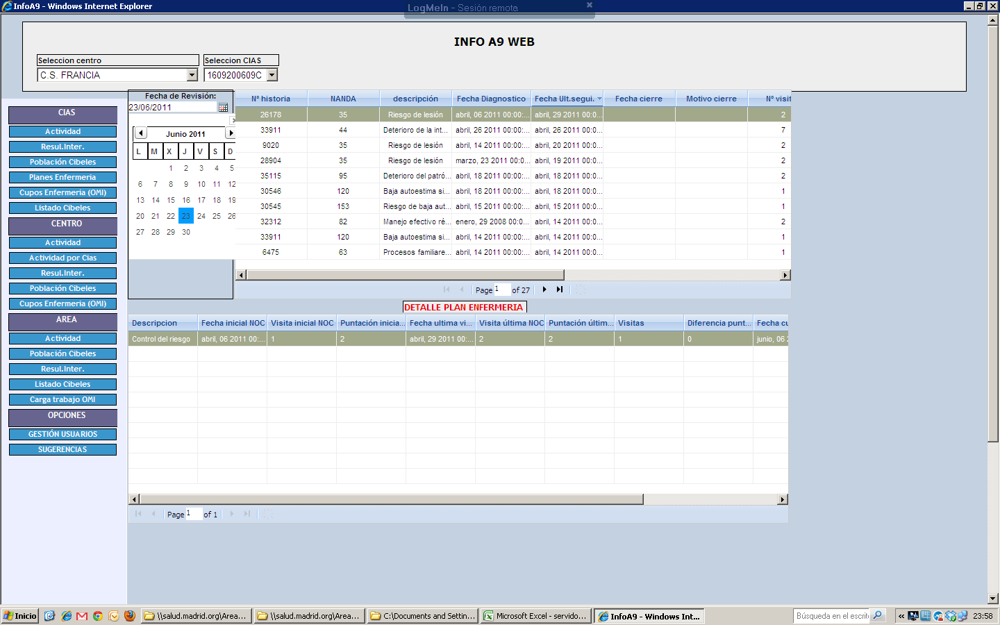 InfoA9 - Windows Internet Explorer
LogMeIn - Sesión remota
INFO A9 WEB
Seleccion centro
Seleccion CIAS
C.S. FRANCIA
1609200609C
CIAS
Actividad
Resul.Inter.
Población Cibeles
Planes Enfermeria
Cupos Enfermeria (OMI)
Listado Cibeles
CENTRO
Actividad
Actividad por Cias
Resul.Inter.
Población Cibeles
Cupos Enfermeria (OMI)
AREA
Actividad
Población Cibeles
Resul.Inter.
Listado Cibeles
Carga trabajo OMI
OPCIONES
GESTIÓN USUARIOS
SUGERENCIAS
Fecha de Revisión:
23/06/2011
Junio 2011
L M X J V S D
1 2 3 4 5
6 7 8 9 10 11 12
13 14 15 16 17 18 19
20 21 22 23 24 25 26
27 28 29 30
Nº historia NANDA descripción Fecha Diagnostico Fecha Ult.segui. Fecha cierre Motivo cierre Nº visit
26178 35 Riesgo de lesión abril, 06 2011 00:00:... abril, 29 2011 00:0... 2
33911 44 Deterioro de la int... abril, 26 2011 00:00:... abril, 26 2011 00:0... 7
9020 35 Riesgo de lesión abril, 14 2011 00:00:... abril, 20 2011 00:0... 2
28904 35 Riesgo de lesión marzo, 23 2011 00:0... abril, 19 2011 00:0... 2
35115 95 Deterioro del patró... abril, 18 2011 00:00:... abril, 18 2011 00:0... 2
30546 120 Baja autoestima si... abril, 18 2011 00:00:... abril, 18 2011 00:0... 1
30545 153 Riesgo de baja aut... abril, 15 2011 00:00:... abril, 15 2011 00:0... 1
32312 82 Manejo efectivo ré... enero, 29 2008 00:0... abril, 14 2011 00:0... 2
33911 120 Baja autoestima si... abril, 14 2011 00:00:... abril, 14 2011 00:0... 1
6475 63 Procesos familiare... abril, 14 2011 00:00:... abril, 14 2011 00:0... 1
Page 1 of 27
DETALLE PLAN ENFERMERIA
Descripcion Fecha inicial NOC Visita inicial NOC Puntación inicia... Fecha ultima vi... Visita última NOC Puntación últim... Visitas Diferencia punt... Fecha cu
Control del riesgo abril, 06 2011 00:... 1 2 abril, 29 2011 00:... 2 2 1 0 junio, 06 2
Page 1 of 1
Inicio
\\salud.madrid.org\Area...
\\salud.madrid.org\Area...
C:\Documents and Settin...
Microsoft Excel - servido...
InfoA9 - Windows Int...
Búsqueda en el escrit
23:58